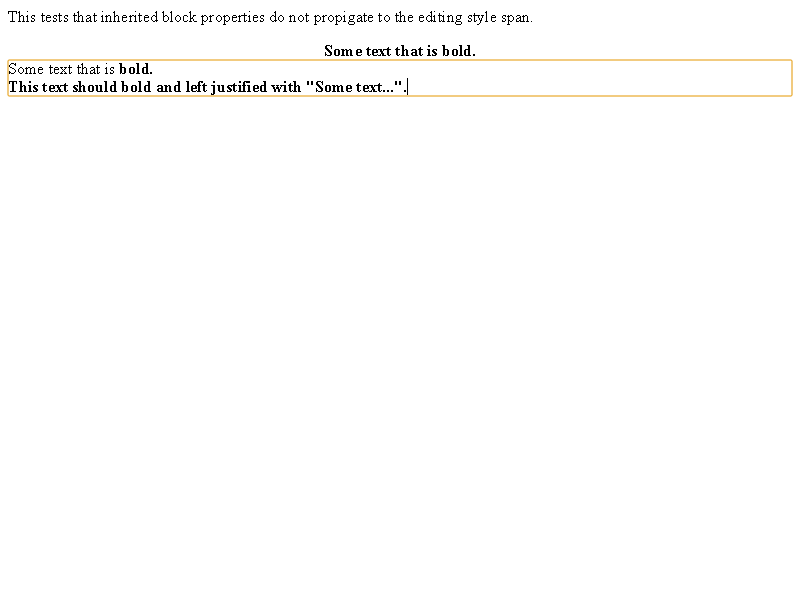 This tests that inherited block properties do not propigate to the editing style span.
Some text that is bold.
Some text that is bold.
This text should bold and left justified with "Some text...".